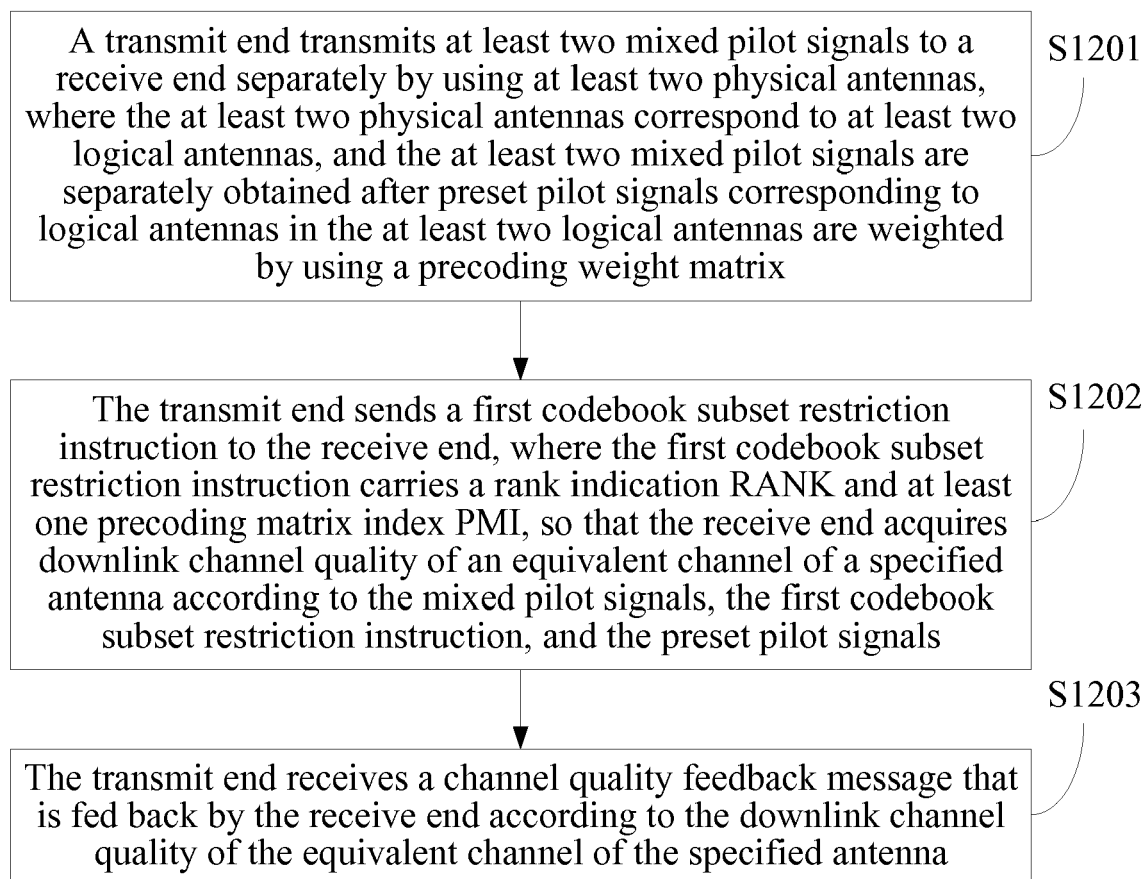 A transmit end transmits at least two mixed pilot signals to a
receive end separately by using at least two physical antennas,
where the at least two physical antennas correspond to at least two
logical antennas, and the at least two mixed pilot signals are
separately obtained after preset pilot signals corresponding to
logical antennas in the at least two logical antennas are weighted
by using a precoding weight matrix
S1201
The transmit end sends a first codebook subset restriction
instruction to the receive end, where the first codebook subset
restriction instruction carries a rank indication RANK and at least
one precoding matrix index PMI, so that the receive end acquires
downlink channel quality of an equivalent channel of a specified
antenna according to the mixed pilot signals, the first codebook
subset restriction instruction, and the preset pilot signals
S1202
The transmit end receives a channel quality feedback message that
is fed back by the receive end according to the downlink channel
quality of the equivalent channel of the specified antenna
S1203